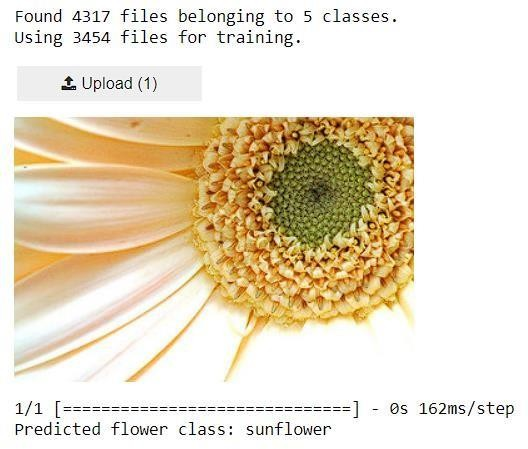 Found 4317 files belonging to 5 classes.
Using 3454 files for training.
Upload (1)
1/1 [==============================] - 0s 162ms/step
Predicted flower class: sunflower